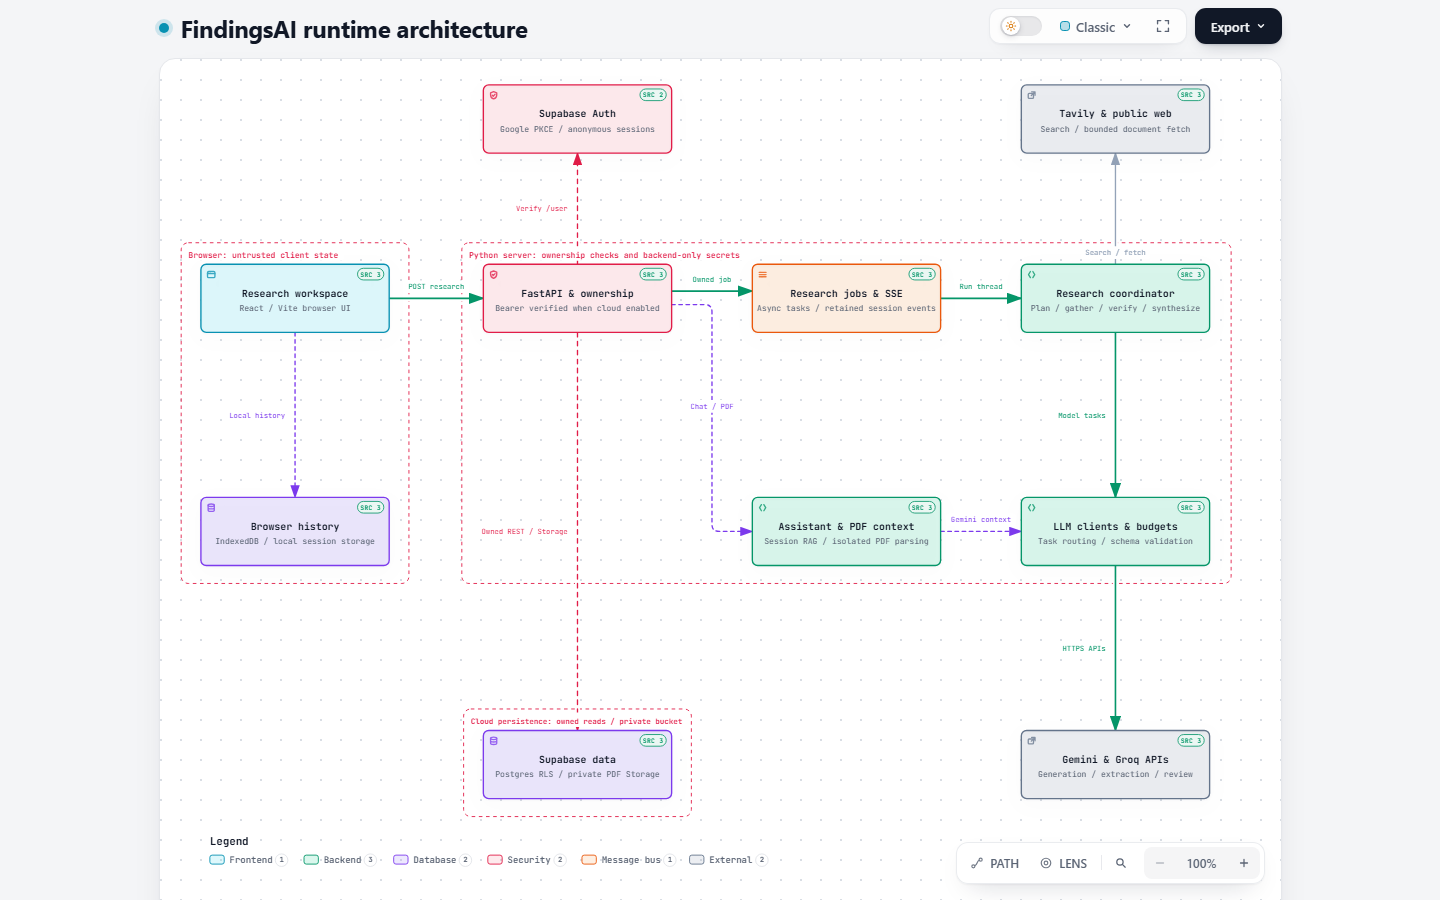 FindingsAI runtime architecture
Classic
Export
SRC 2
Supabase Auth
Google PKCE / anonymous sessions
SRC 3
Tavily & public web
Search / bounded document fetch
Verify /user
Browser: untrusted client state
Python server: ownership checks and backend-only secrets
Search / fetch
SRC 3
Research workspace
React / Vite browser UI
POST research
SRC 3
FastAPI & ownership
Bearer verified when cloud enabled
Owned job
SRC 3
Research jobs & SSE
Async tasks / retained session events
Run thread
SRC 3
Research coordinator
Plan / gather / verify / synthesize
Local history
Chat / PDF
Model tasks
SRC 3
Browser history
IndexedDB / local session storage
Owned REST / Storage
SRC 3
Assistant & PDF context
Session RAG / isolated PDF parsing
Gemini context
SRC 3
LLM clients & budgets
Task routing / schema validation
HTTPS APIs
Cloud persistence: owned reads / private bucket
SRC 3
Supabase data
Postgres RLS / private PDF Storage
SRC 3
Gemini & Groq APIs
Generation / extraction / review
Legend
Frontend 1 Backend 3 Database 2 Security 2 Message bus 1 External 2
PATH LENS 100%